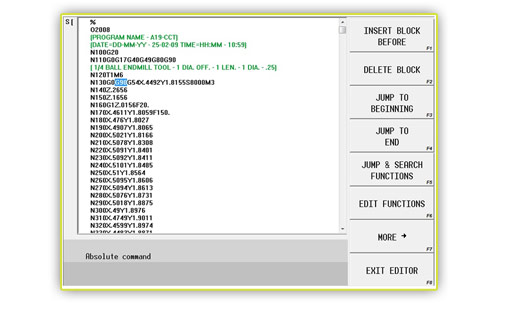 S[
%
O2008
(PROGRAM NAME - A19-CCT)
(DATE=DD-MM-YY - 25-02-09 TIME=HH:MM - 10:59)
N100G20
N110G0G17G40G49G80G90
( 1/4 BALL ENDMILL TOOL - 1 DIA. OFF. - 1 LEN. - 1 DIA. - .25)
N120T1M6
N130G0G90G54X.4492Y1.8155S8000M3
N140Z.2656
N150Z.1656
N160G1Z.0156F20.
N170X.4611Y1.8059F150.
N180X.476Y1.8027
N190X.4907Y1.8065
N200X.5021Y1.8166
N210X.5078Y1.8308
N220X.5091Y1.8401
N230X.5092Y1.8411
N240X.5101Y1.8485
N250X.51Y1.8564
N260X.5095Y1.8606
N270X.5094Y1.8613
N280X.5076Y1.8731
N290X.5018Y1.8875
N300X.49Y1.8976
N310X.4749Y1.9011
N320X.4599Y1.8974
N330X.4482Y1.8871
Absolute command
INSERT BLOCK
BEFORE
F1
DELETE BLOCK
F2
JUMP TO
BEGINNING
F3
JUMP TO
END
F4
JUMP & SEARCH
FUNCTIONS
F5
EDIT FUNCTIONS
F6
MORE →
F7
EXIT EDITOR
F8